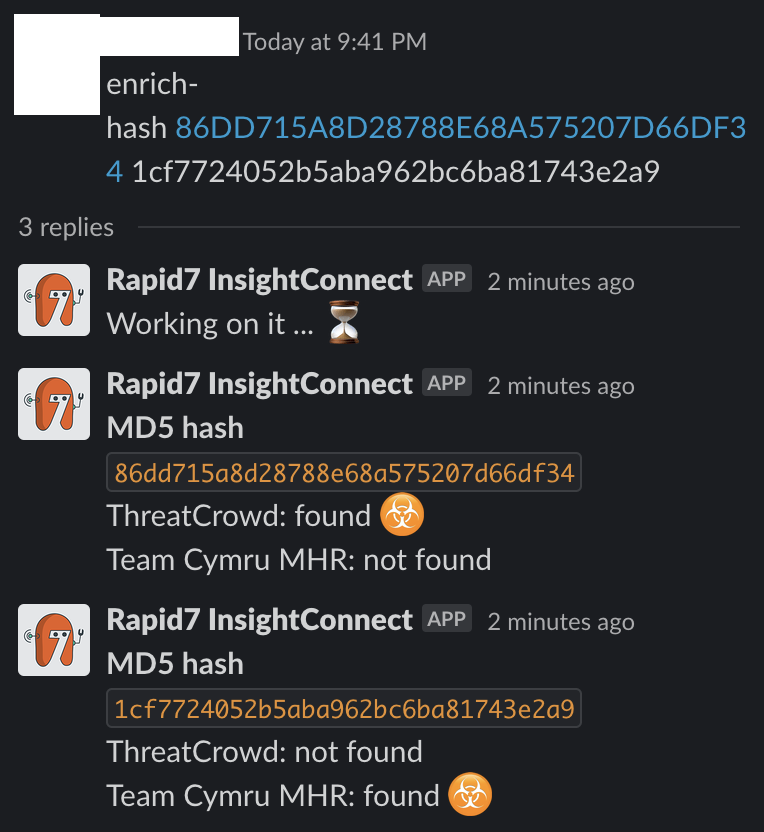 Today at 9:41 PM
enrich-
hash 86DD715A8D28788E68A575207D66DF3
4 1cf7724052b5aba962bc6ba81743e2a9
3 replies
Rapid7 InsightConnect APP 2 minutes ago
Working on it ... ⏳
Rapid7 InsightConnect APP 2 minutes ago
MD5 hash
86dd715a8d28788e68a575207d66df34
ThreatCrowd: found ☣
Team Cymru MHR: not found
Rapid7 InsightConnect APP 2 minutes ago
MD5 hash
1cf7724052b5aba962bc6ba81743e2a9
ThreatCrowd: not found
Team Cymru MHR: found ☣